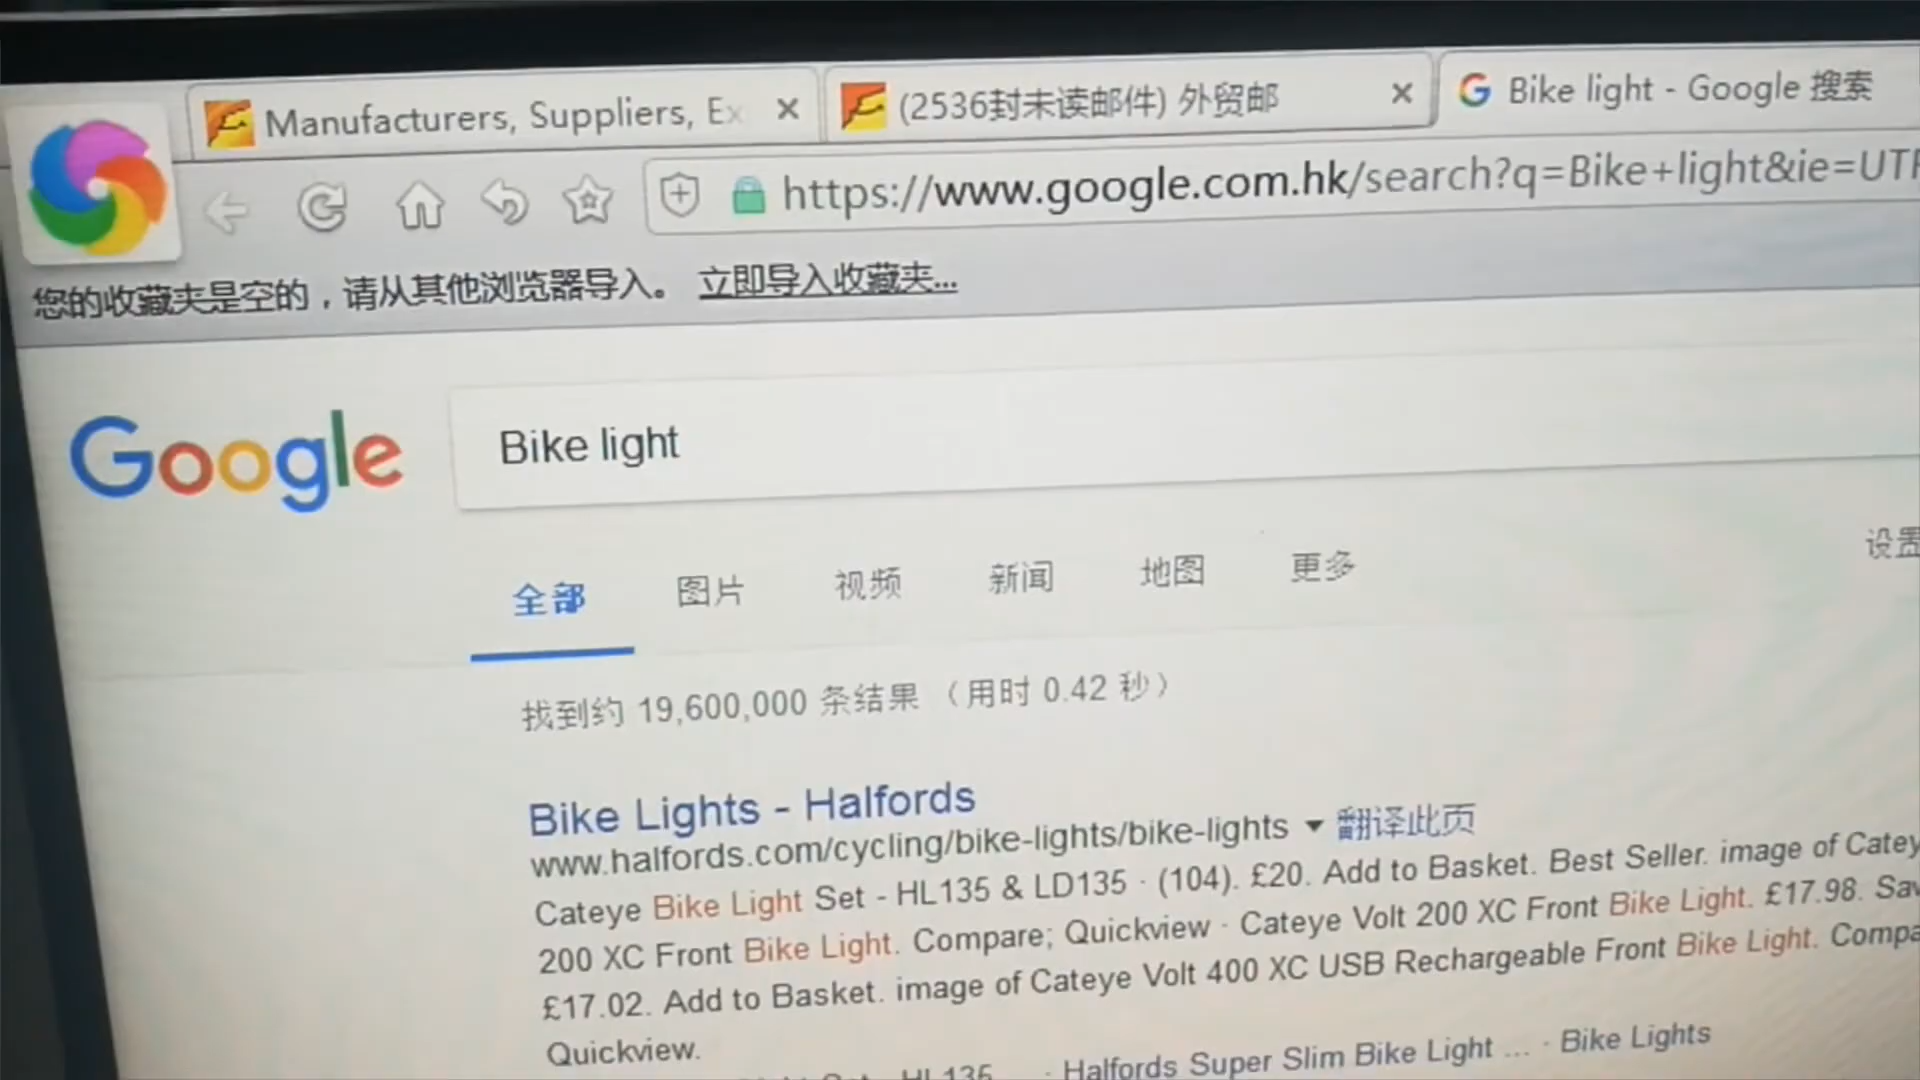 Manufacturers, Suppliers, Ex
(2536封未读邮件) 外贸邮
Bike light - Google 搜索
https://www.google.com.hk/search?q=Bike+light&ie=UTF
您的收藏夹是空的，请从其他浏览器导入。 立即导入收藏夹...
Google
Bike light
全部 图片 视频 新闻 地图 更多 设置
找到约 19,600,000 条结果 （用时 0.42 秒）
Bike Lights - Halfords
www.halfords.com/cycling/bike-lights/bike-lights ▼ 翻译此页
Cateye Bike Light Set - HL135 & LD135 · (104). £20. Add to Basket. Best Seller. image of Catey
200 XC Front Bike Light. Compare; Quickview · Cateye Volt 200 XC Front Bike Light. £17.98. Sav
£17.02. Add to Basket. image of Cateye Volt 400 XC USB Rechargeable Front Bike Light. Compa
Quickview.
HL135 ... · Halfords Super Slim Bike Light ... · Bike Lights